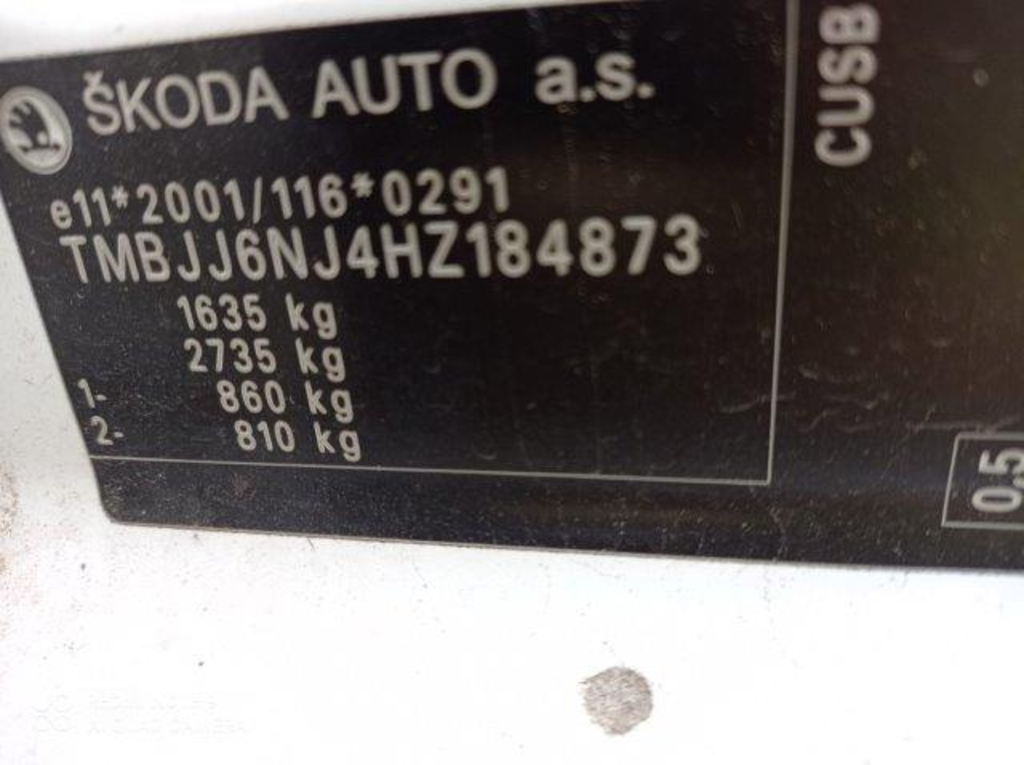 ŠKODA AUTO a.s.
e11*2001/116*0291
TMBJJ6NJ4HZ184873
1635 kg
2735 kg
1- 860 kg
2- 810 kg
CUSB
0,5